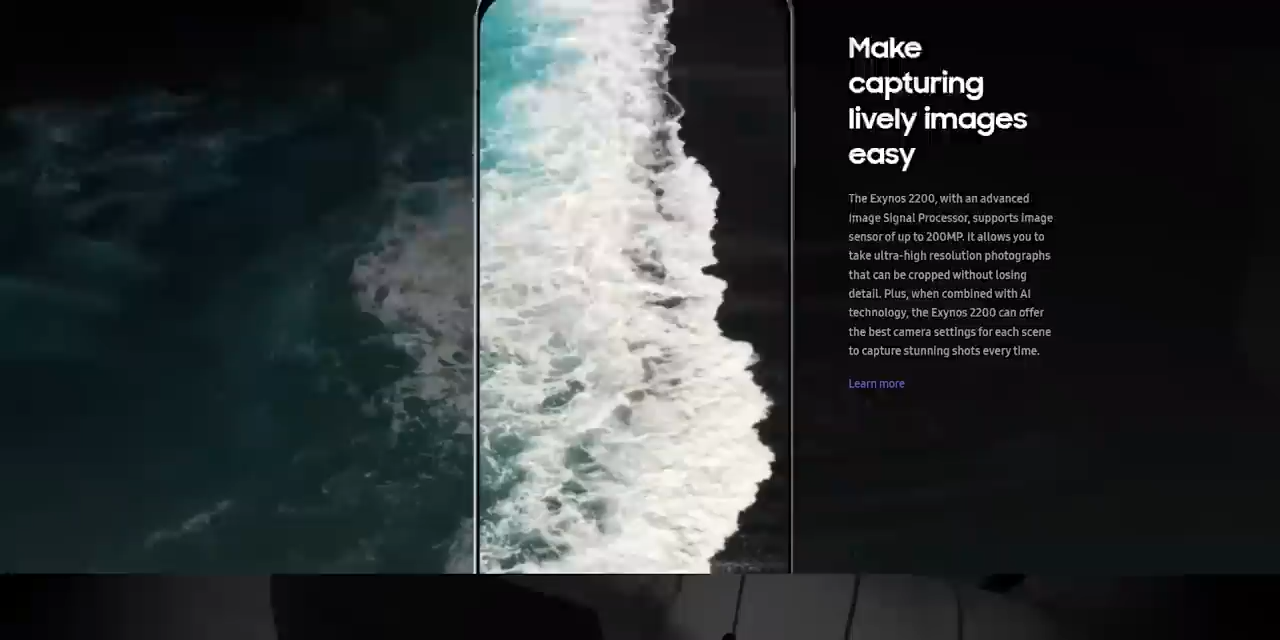 Make
capturing
lively images
easy
The Exynos 2200, with an advanced
Image Signal Processor, supports image
sensor of up to 200MP. It allows you to
take ultra-high resolution photographs
that can be cropped without losing
detail. Plus, when combined with AI
technology, the Exynos 2200 can offer
the best camera settings for each scene
to capture stunning shots every time.
Learn more